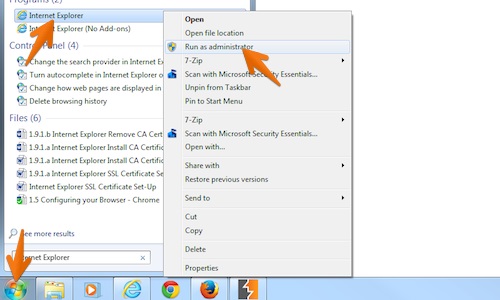 Programs (2)
Internet Explorer
Internet Explorer (No Add-ons)
Control Panel (4)
Change the search provider in Internet Ex
Turn autocomplete in Internet Explorer o
Change how web pages are displayed in
Delete browsing history
Files (6)
1.9.1.b Internet Explorer Remove CA Certif
1.9.1.a Internet Explorer Install CA Certific
1.9.1.a Internet Explorer Install CA Certific
1.9.1.a Internet Explorer Install CA Certific
Internet Explorer SSL Certificate Set-Up
1.5 Configuring your Browser - Chrome
See more results
Internet Explorer
Open
Open file location
Run as administrator
7-Zip
Scan with Microsoft Security Essentials...
Unpin from Taskbar
Pin to Start Menu
7-Zip
Scan with Microsoft Security Essentials...
Open with...
Share with
Restore previous versions
Send to
Cut
Copy
Delete
Properties